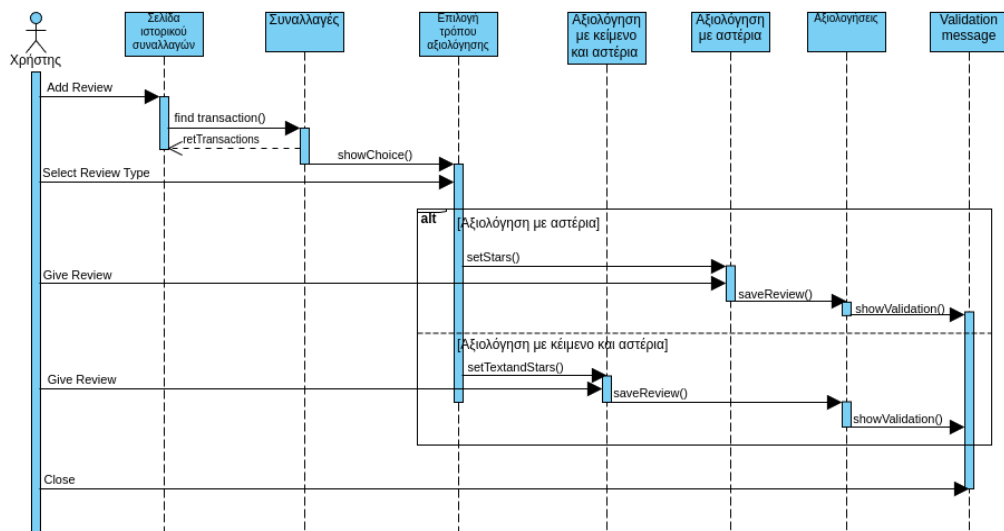 Χρήστης
Σελίδα
ιστορικού
συναλλαγών
Συναλλαγές
Επιλογή
τρόπου
αξιολόγησης
Αξιολόγηση
με κείμενο
και αστέρια
Αξιολόγηση
με αστέρια
Αξιολογήσεις
Validation
message
Add Review
find transaction()
retTransactions
showChoice()
Select Review Type
alt
[Αξιολόγηση με αστέρια]
setStars()
Give Review
saveReview()
showValidation()
[Αξιολόγηση με κέιμενο και αστέρια]
setTextandStars()
Give Review
saveReview()
showValidation()
Close